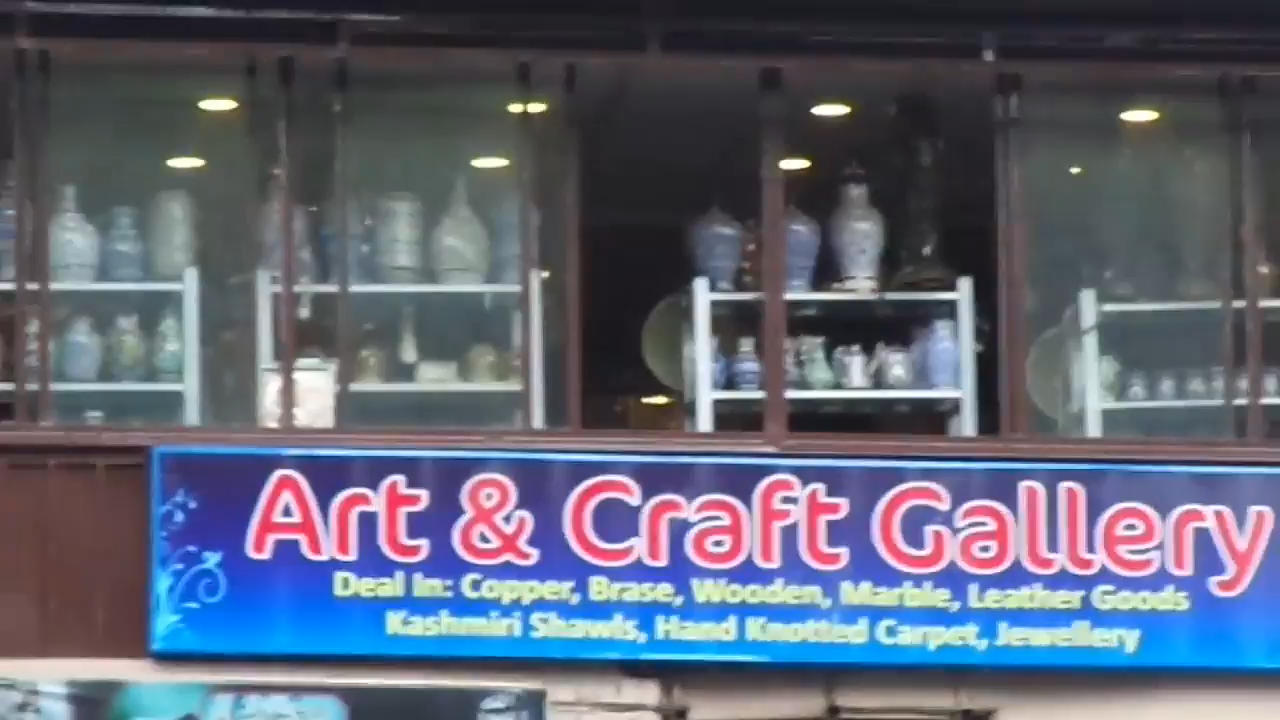 Art & Craft Gallery
Deal In: Copper, Brase, Wooden, Marble, Leather Goods
Kashmiri Shawls, Hand Knotted Carpet, Jewellery